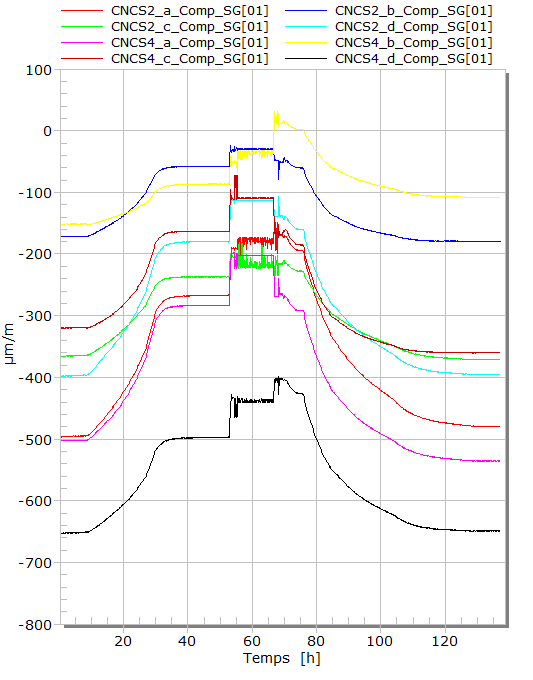 CNCS2_a_Comp_SG[01] CNCS2_b_Comp_SG[01]
CNCS2_c_Comp_SG[01] CNCS2_d_Comp_SG[01]
CNCS4_a_Comp_SG[01] CNCS4_b_Comp_SG[01]
CNCS4_c_Comp_SG[01] CNCS4_d_Comp_SG[01]
100
0
-100
-200
-300
-400
-500
-600
-700
-800
µm/m
20 40 60 80 100 120
Temps [h]